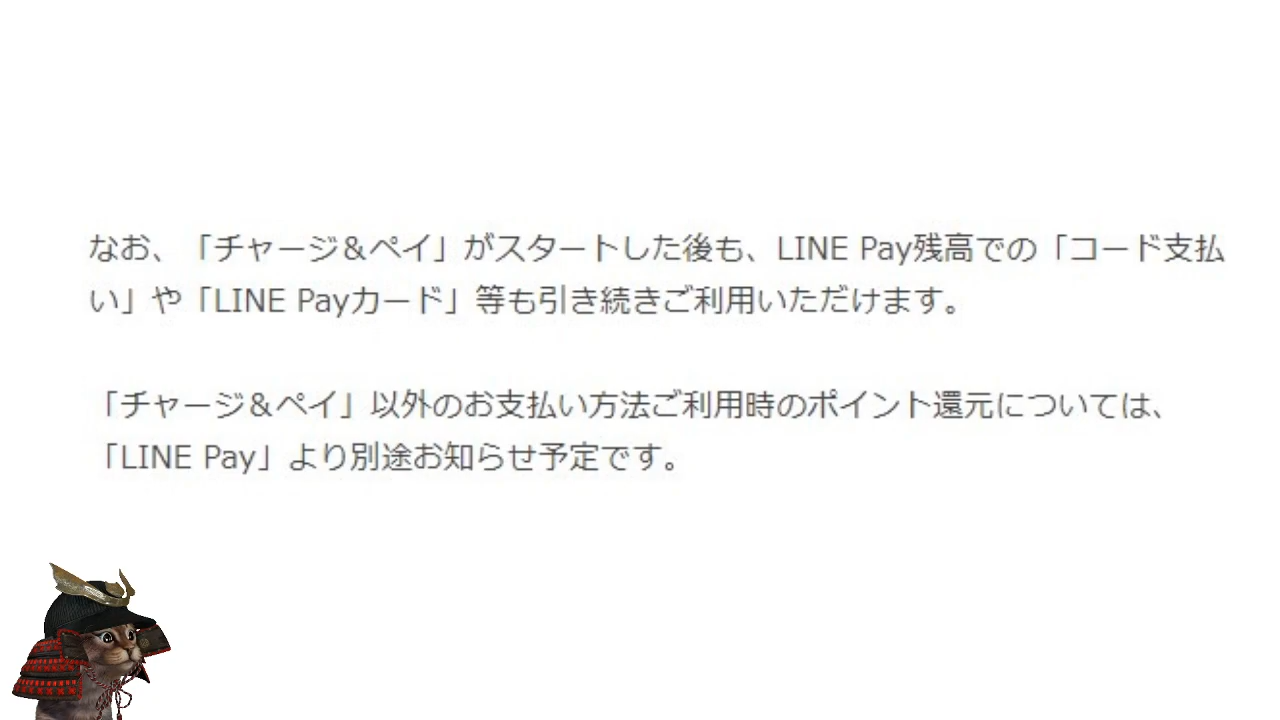 なお、「チャージ＆ペイ」がスタートした後も、LINE Pay残高での「コード支払
い」や「LINE Payカード」等も引き続きご利用いただけます。
「チャージ＆ペイ」以外のお支払い方法ご利用時のポイント還元については、
「LINE Pay」より別途お知らせ予定です。